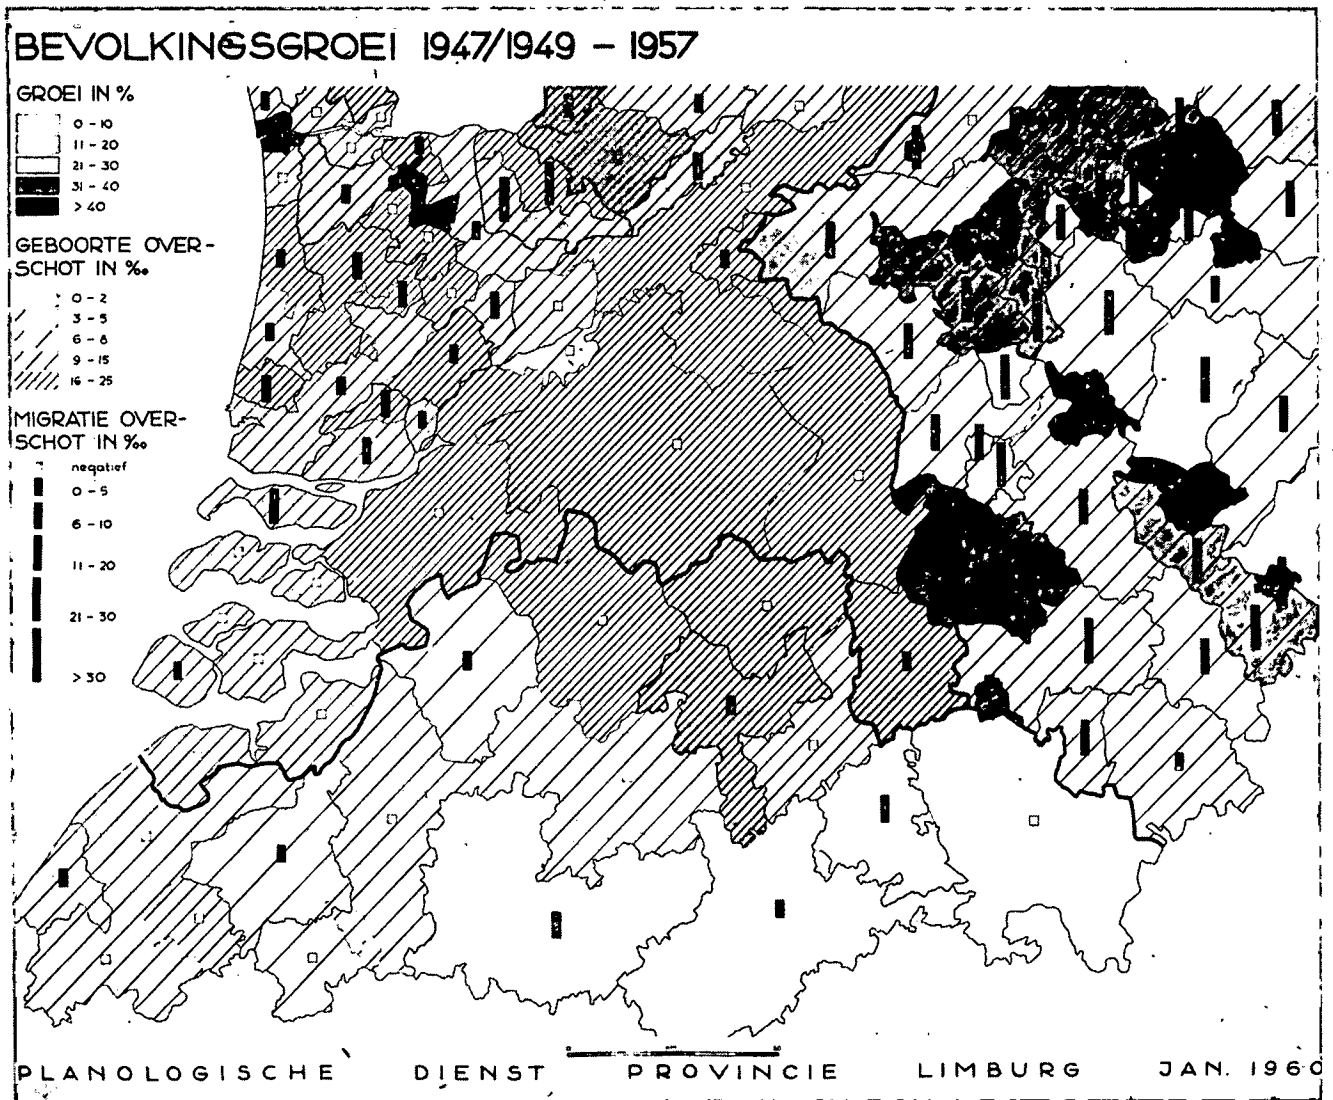 BEVOLKINGSGROEI 1947/1949 – 1957
GROEI IN %
0 - 10
11 - 20
21 - 30
31 - 40
> 40
GEBOORTE OVER-
SCHOT IN ‰
0 - 2
3 - 5
6 - 8
9 - 15
16 - 25
MIGRATIE OVER-
SCHOT IN ‰
negatief
0 - 5
6 - 10
11 - 20
21 - 30
> 30
PLANOLOGISCHE DIENST PROVINCIE LIMBURG JAN. 1960